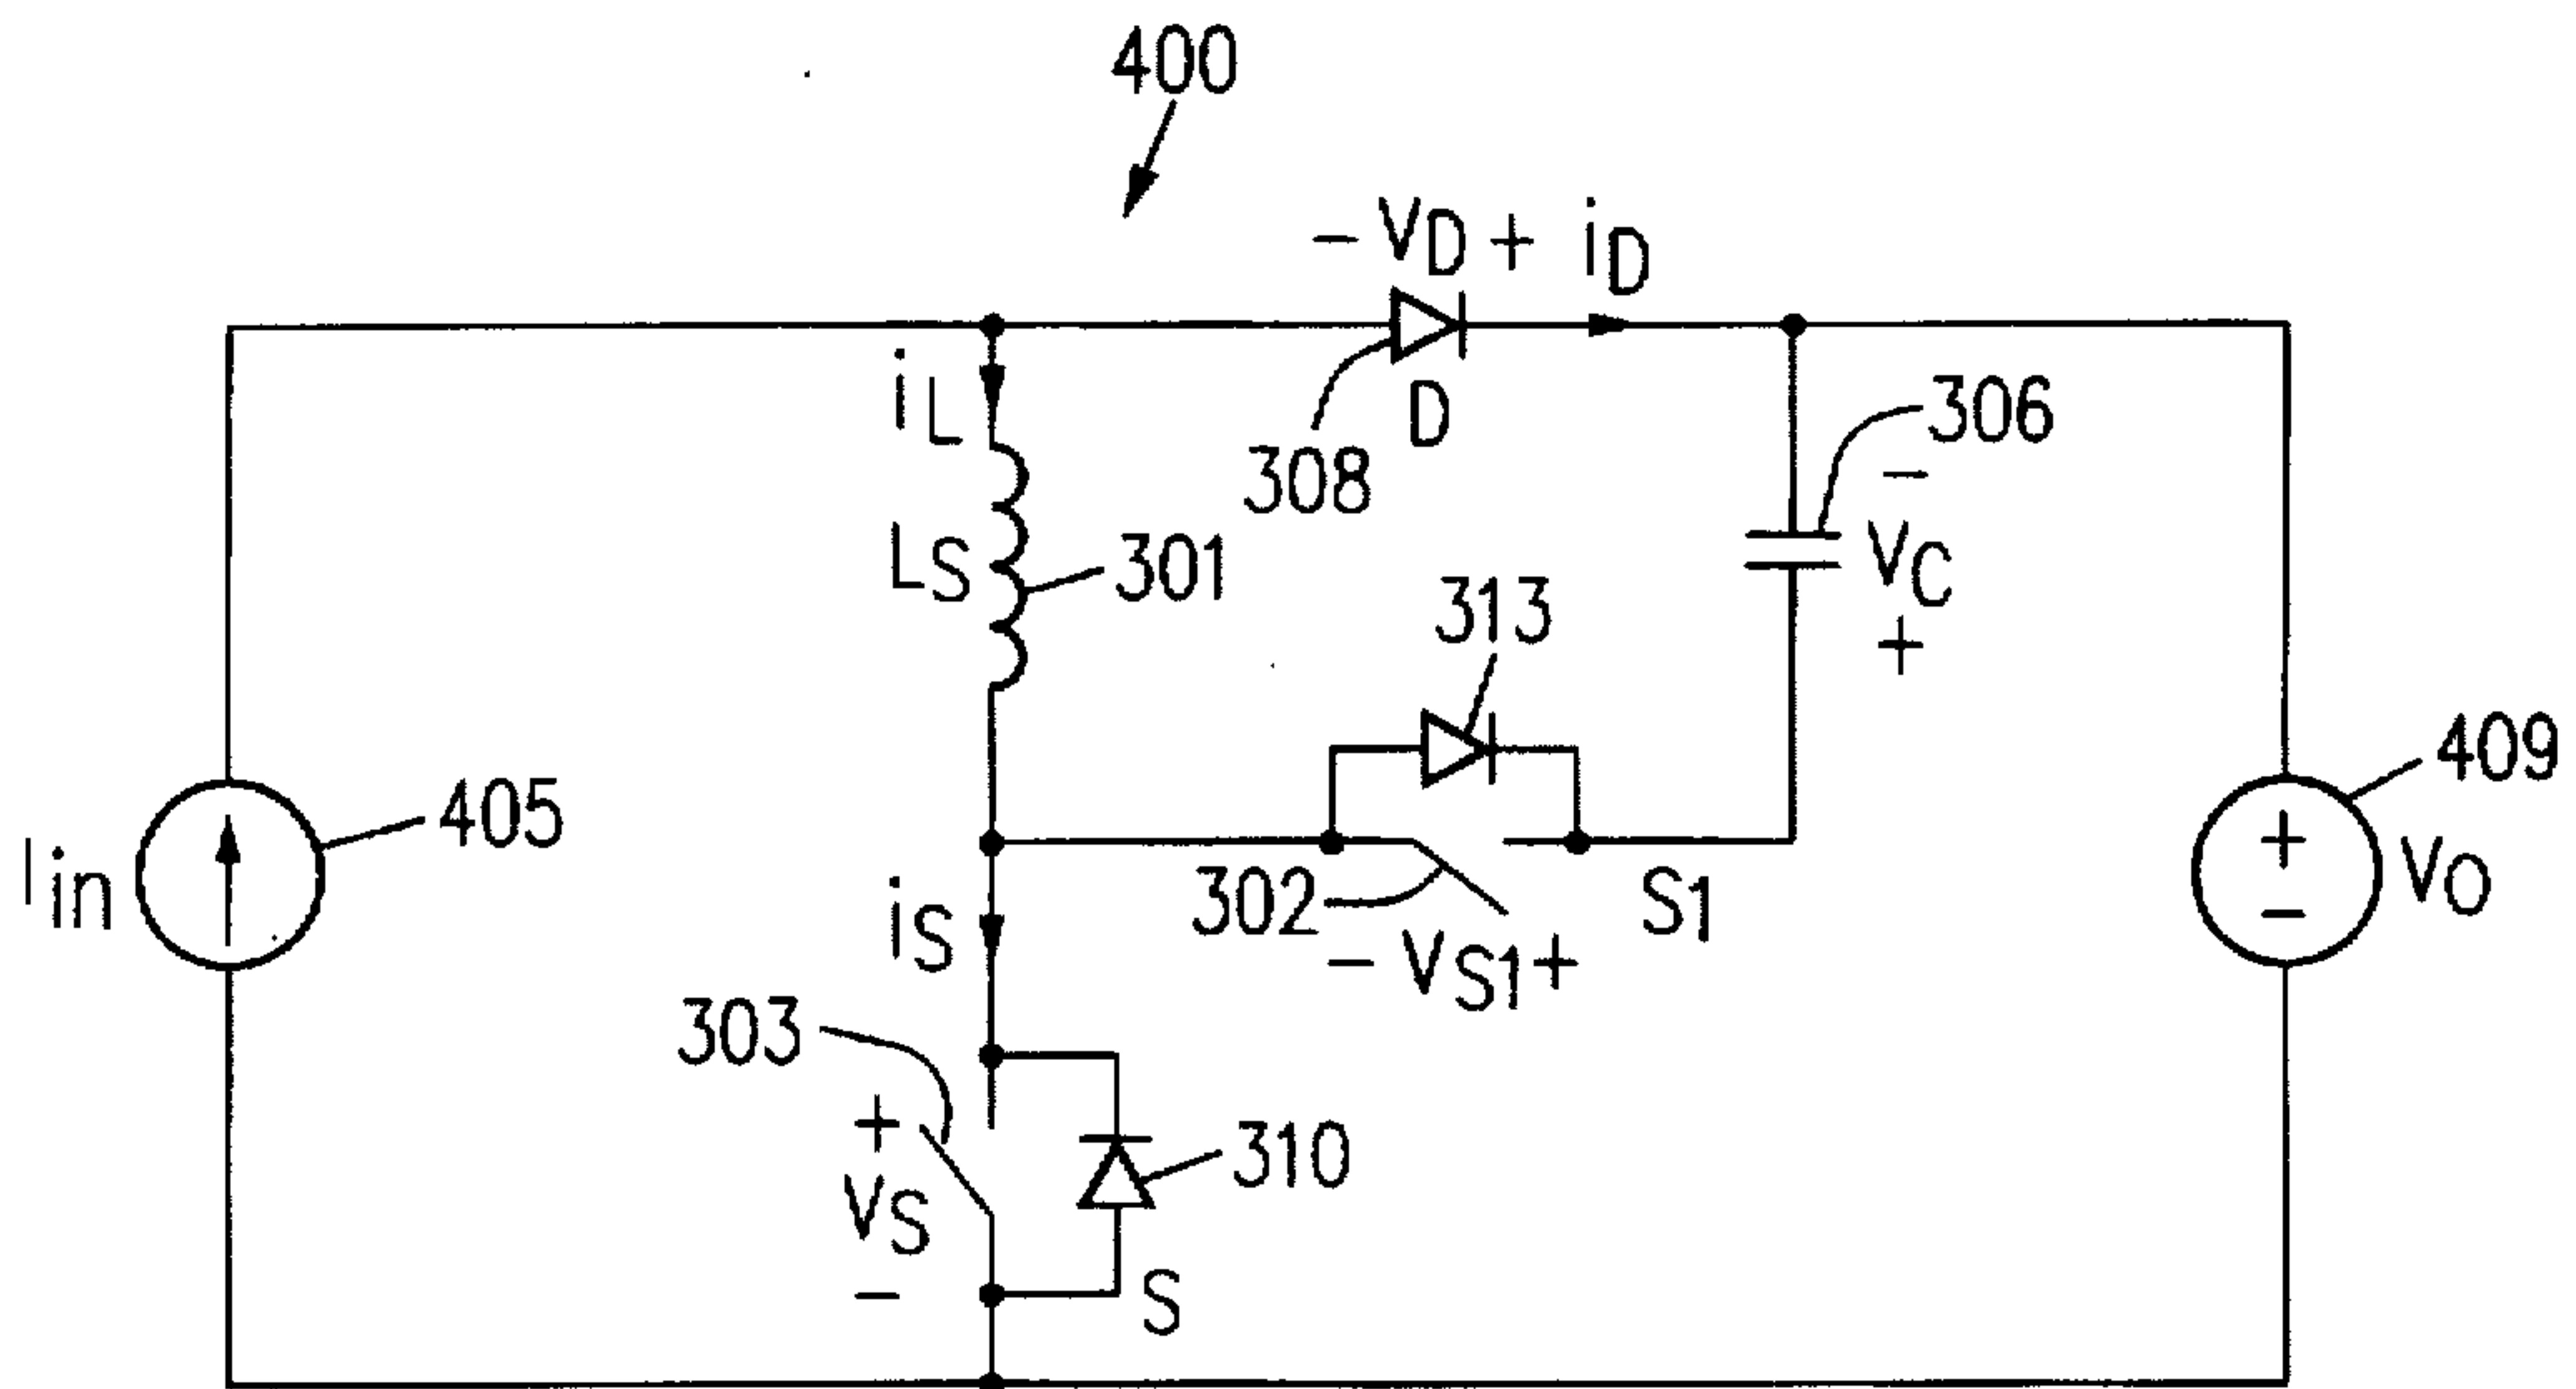 400
- VD + iD
iL
D
308
306
-
VC
+
LS
301
313
405
Iin
409
+
-
VO
302
S1
- VS1 +
iS
303
+
VS
-
310
S